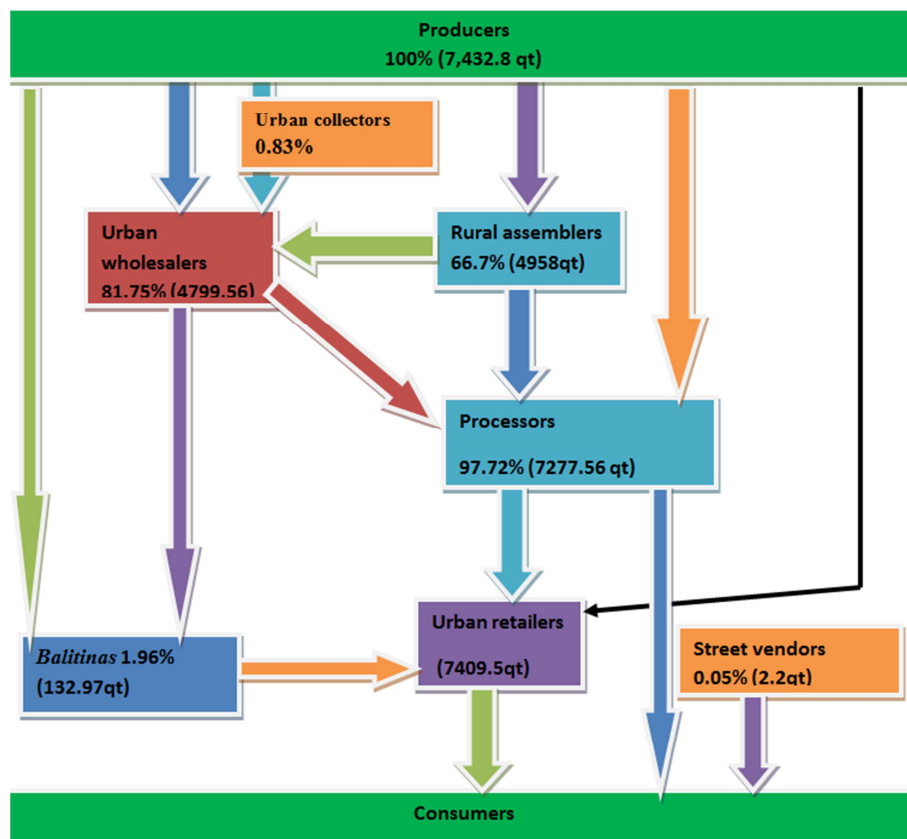 Producers
100% (7,432.8 qt)
Urban collectors
0.83%
Urban
wholesalers
81.75% (4799.56)
Rural assemblers
66.7% (4958qt)
Processors
97.72% (7277.56 qt)
Urban retailers
(7409.5qt)
Balitinas 1.96%
(132.97qt)
Street vendors
0.05% (2.2qt)
Consumers